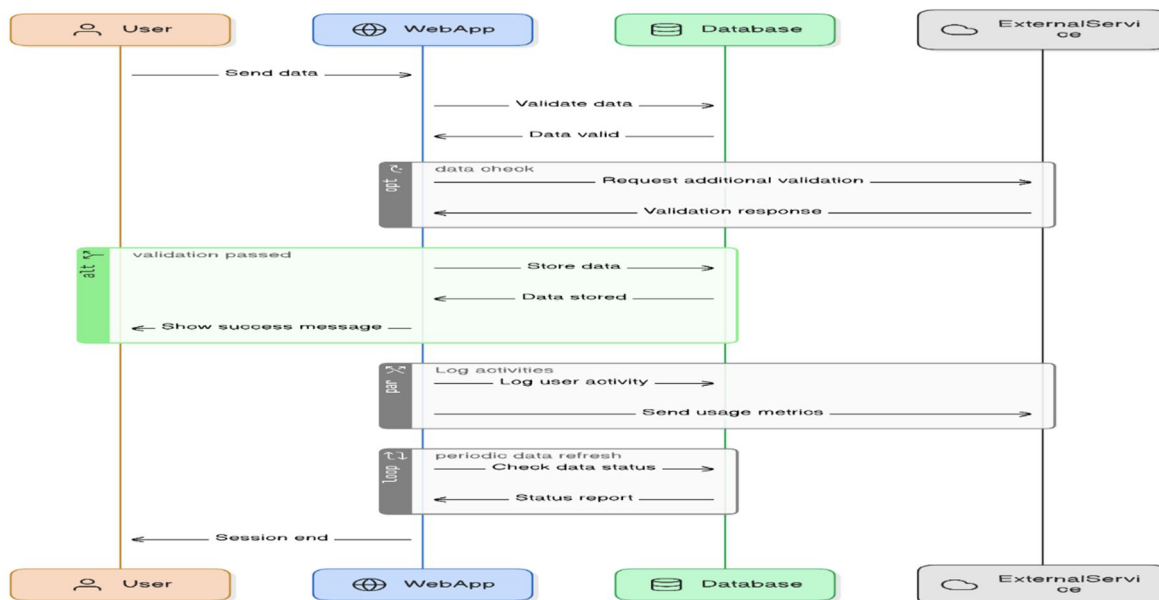 User
WebApp
Database
ExternalServi
ce
Send data
Validate data
Data valid
opt
data check
Request additional validation
Validation response
alt
validation passed
Store data
Data stored
Show success message
par
Log activities
Log user activity
Send usage metrics
loop
periodic data refresh
Check data status
Status report
Session end
User
WebApp
Database
ExternalServi
ce